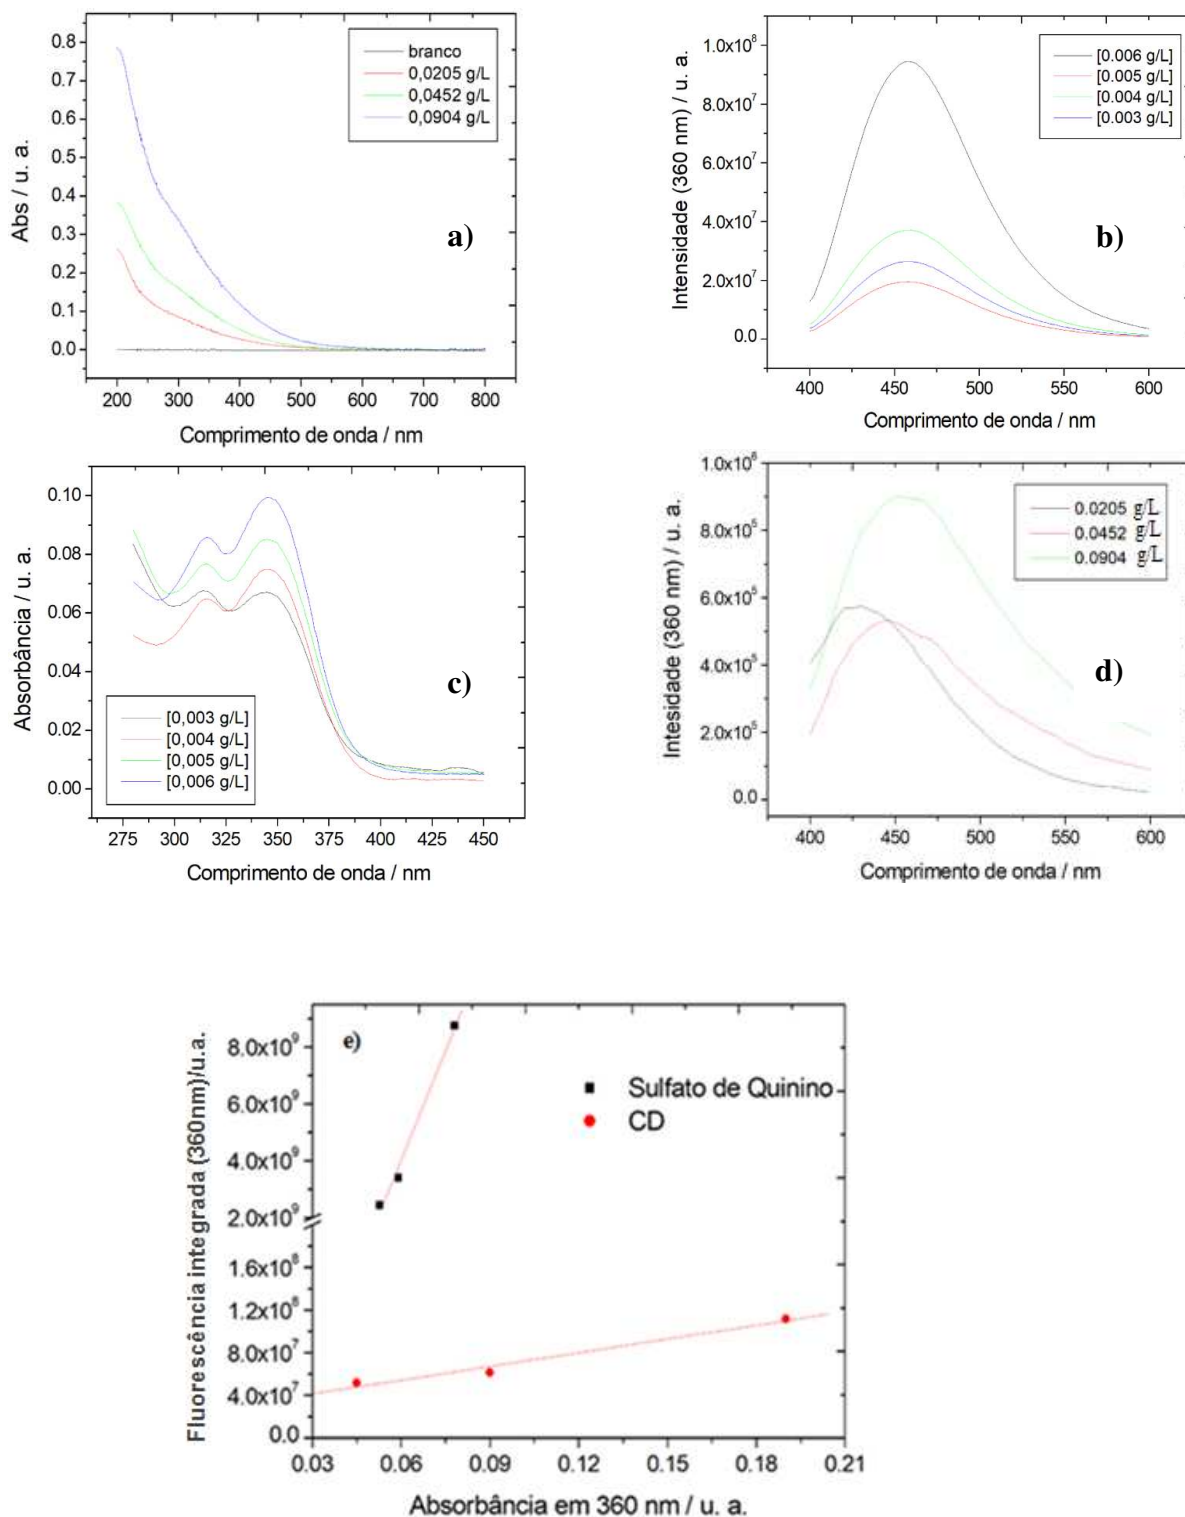 0.8
0.7
0.6
0.5
0.4
0.3
0.2
0.1
0.0
Abs / u. a.
branco
0,0205 g/L
0,0452 g/L
0,0904 g/L
a)
200 300 400 500 600 700 800
Comprimento de onda / nm
1.0x10⁸
8.0x10⁷
6.0x10⁷
4.0x10⁷
2.0x10⁷
0.0
Intensidade (360 nm) / u. a.
[0.006 g/L]
[0.005 g/L]
[0.004 g/L]
[0.003 g/L]
b)
400 450 500 550 600
Comprimento de onda / nm
0.10
0.08
0.06
0.04
0.02
0.00
Absorbância / u. a.
c)
[0,003 g/L]
[0,004 g/L]
[0,005 g/L]
[0,006 g/L]
275 300 325 350 375 400 425 450
Comprimento de onda / nm
1.0x10⁶
8.0x10⁵
6.0x10⁵
4.0x10⁵
2.0x10⁵
0.0
Intesidade (360 nm) / u. a.
0.0205 g/L
0.0452 g/L
0.0904 g/L
d)
400 450 500 550 600
Comprimento de onda / nm
e)
8.0x10⁹
6.0x10⁹
4.0x10⁹
2.0x10⁹
1.6x10⁸
1.2x10⁸
8.0x10⁷
4.0x10⁷
0.0
Fluorescência integrada (360nm)/u.a.
Sulfato de Quinino
CD
0.03 0.06 0.09 0.12 0.15 0.18 0.21
Absorbância em 360 nm / u. a.